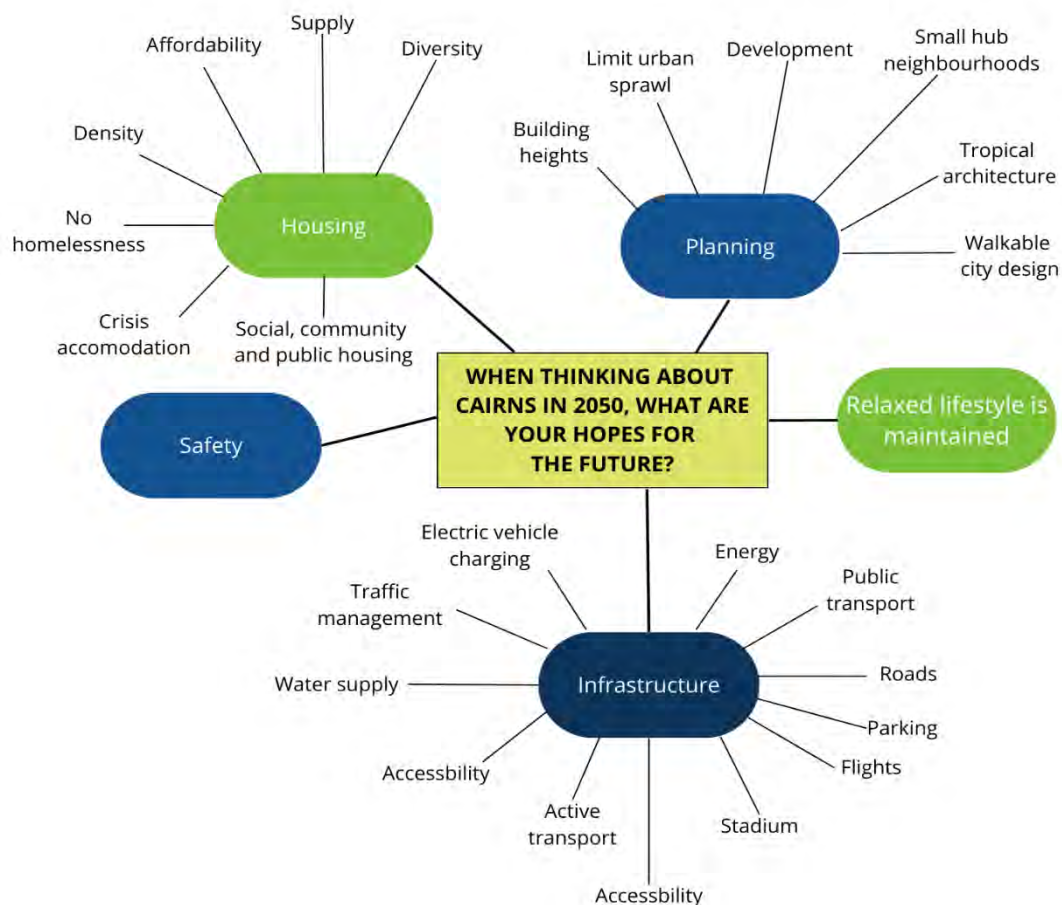 Supply
Affordability
Diversity
Density
No
homelessness
Housing
Crisis
accomodation
Social, community
and public housing
Small hub
neighbourhoods
Development
Limit urban
sprawl
Building
heights
Tropical
architecture
Planning
Walkable
city design
WHEN THINKING ABOUT
CAIRNS IN 2050, WHAT ARE
YOUR HOPES FOR
THE FUTURE?
Safety
Relaxed lifestyle is
maintained
Electric vehicle
charging
Energy
Traffic
management
Public
transport
Water supply
Infrastructure
Roads
Parking
Accessbility
Flights
Active
transport
Stadium
Accessbility